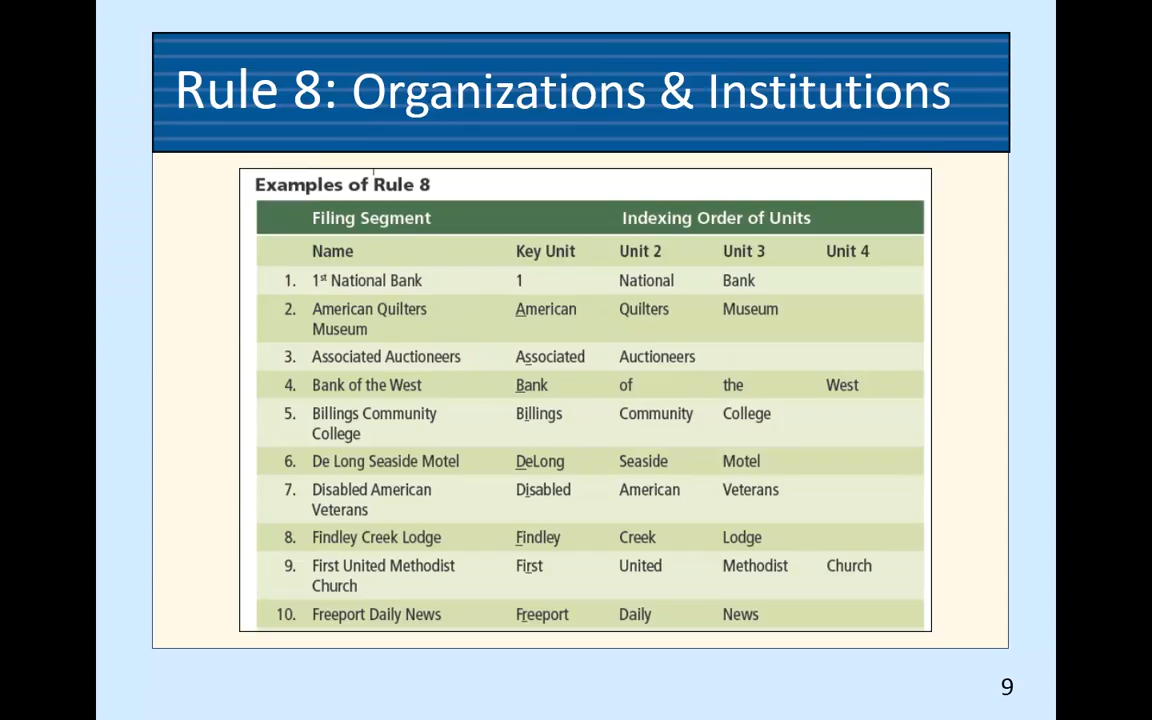 Rule 8: Organizations & Institutions
Examples of Rule 8
Filing Segment Indexing Order of Units
Name Key Unit Unit 2 Unit 3 Unit 4
1. 1st National Bank 1 National Bank
2. American Quilters American Quilters Museum
Museum
3. Associated Auctioneers Associated Auctioneers
4. Bank of the West Bank of the West
5. Billings Community Billings Community College
College
6. De Long Seaside Motel DeLong Seaside Motel
7. Disabled American Disabled American Veterans
Veterans
8. Findley Creek Lodge Findley Creek Lodge
9. First United Methodist First United Methodist Church
Church
10. Freeport Daily News Freeport Daily News
9